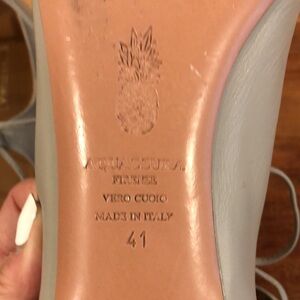 AQUAZZURA
FIRENZE
VERO CUOIO
MADE IN ITALY
41